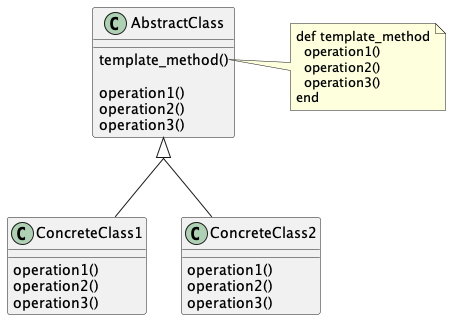 C AbstractClass
template_method()
operation1()
operation2()
operation3()
def template_method
operation1()
operation2()
operation3()
end
C ConcreteClass1
operation1()
operation2()
operation3()
C ConcreteClass2
operation1()
operation2()
operation3()